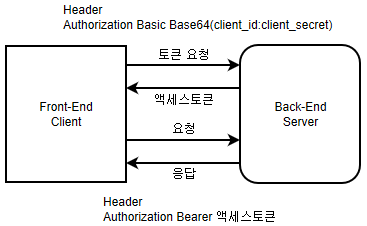 Header
Authorization Basic Base64(client_id:client_secret)
토큰 요청
액세스토큰
Front-End
Client
Back-End
Server
요청
응답
Header
Authorization Bearer 액세스토큰